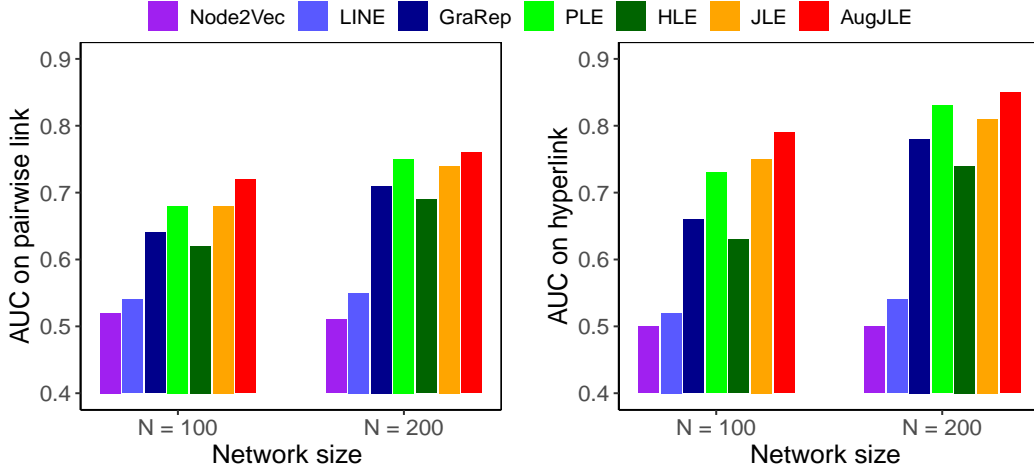 Node2Vec LINE GraRep PLE HLE JLE AugJLE
AUC on pairwise link
0.9
0.8
0.7
0.6
0.5
0.4
N = 100 N = 200
Network size
AUC on hyperlink
0.9
0.8
0.7
0.6
0.5
0.4
N = 100 N = 200
Network size